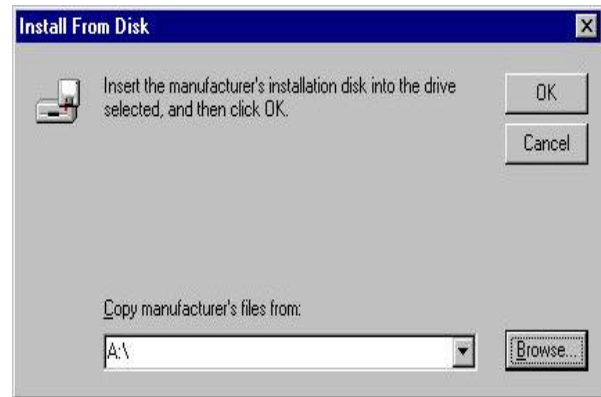 Install From Disk
Insert the manufacturer's installation disk into the drive
selected, and then click OK.
OK
Cancel
Copy manufacturer's files from:
A:\
Browse...